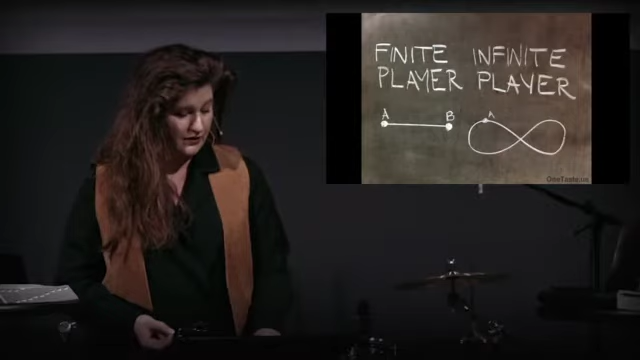 FINITE
PLAYER
A B
INFINITE
PLAYER
A